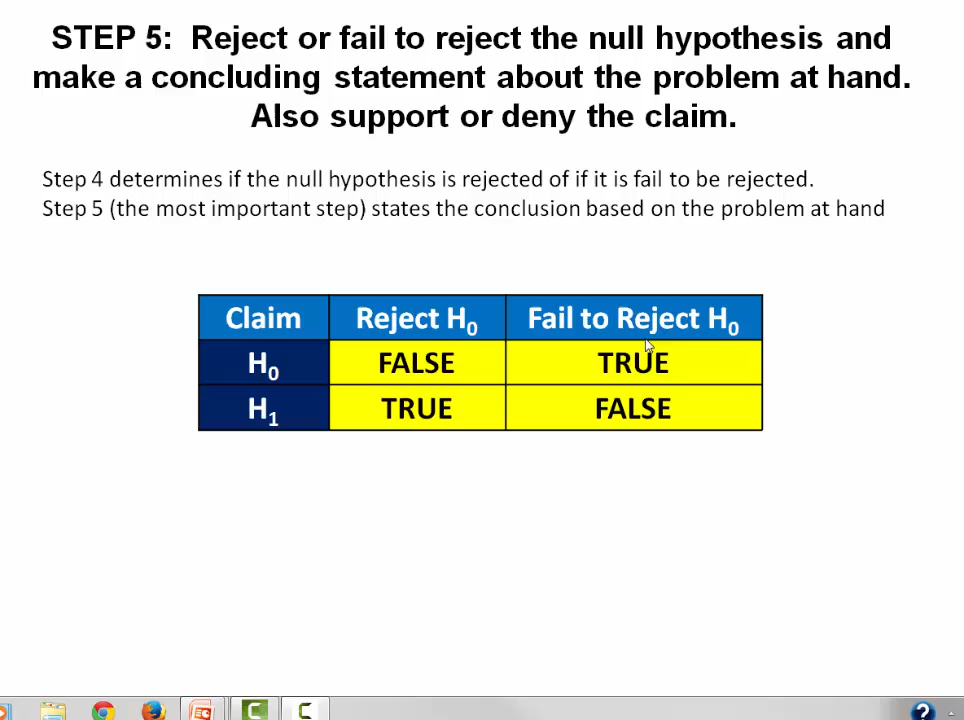 STEP 5:  Reject or fail to reject the null hypothesis and
make a concluding statement about the problem at hand.
Also support or deny the claim.
Step 4 determines if the null hypothesis is rejected of if it is fail to be rejected.
Step 5 (the most important step) states the conclusion based on the problem at hand
Claim Reject H0 Fail to Reject H0
H0 FALSE TRUE
H1 TRUE FALSE